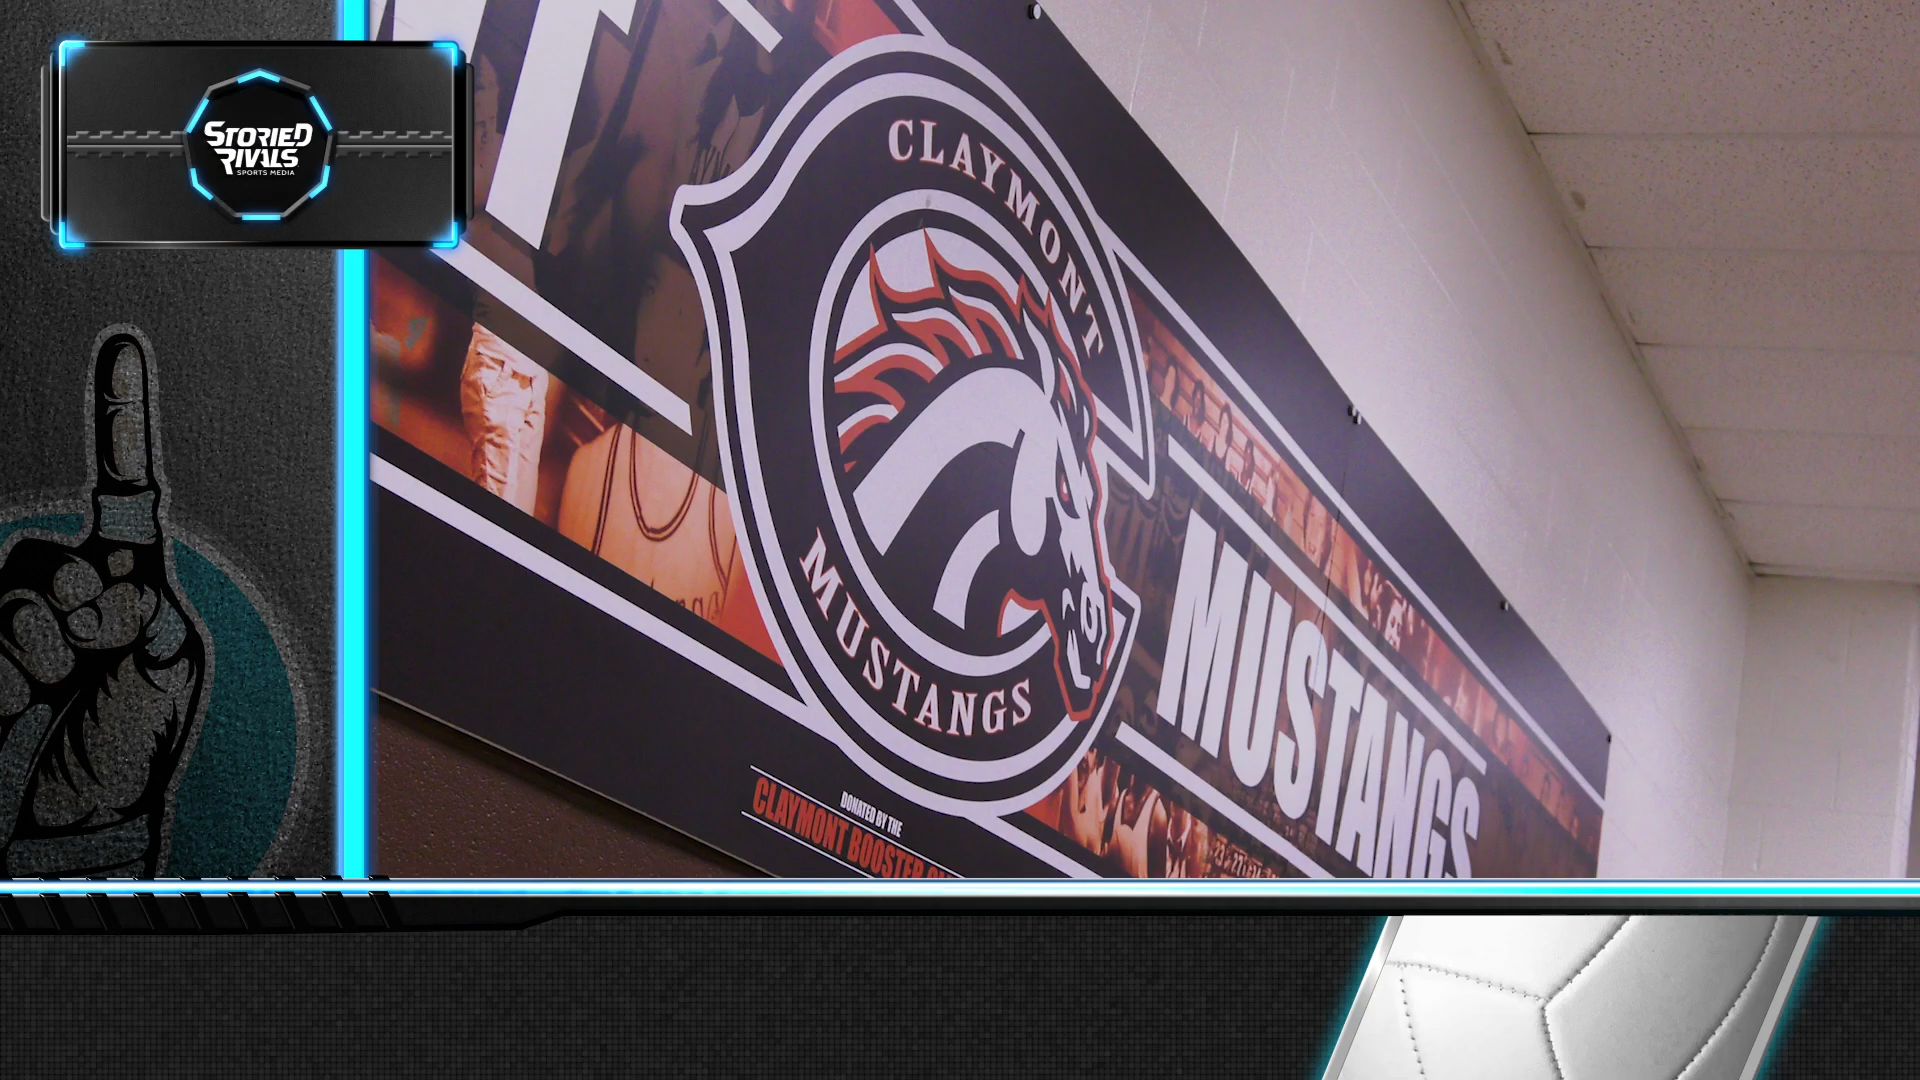 STORIED
RIVALS
SPORTS MEDIA
CLAYMONT
MUSTANGS
MUSTANGS
DONATED BY THE
CLAYMONT BOOSTER